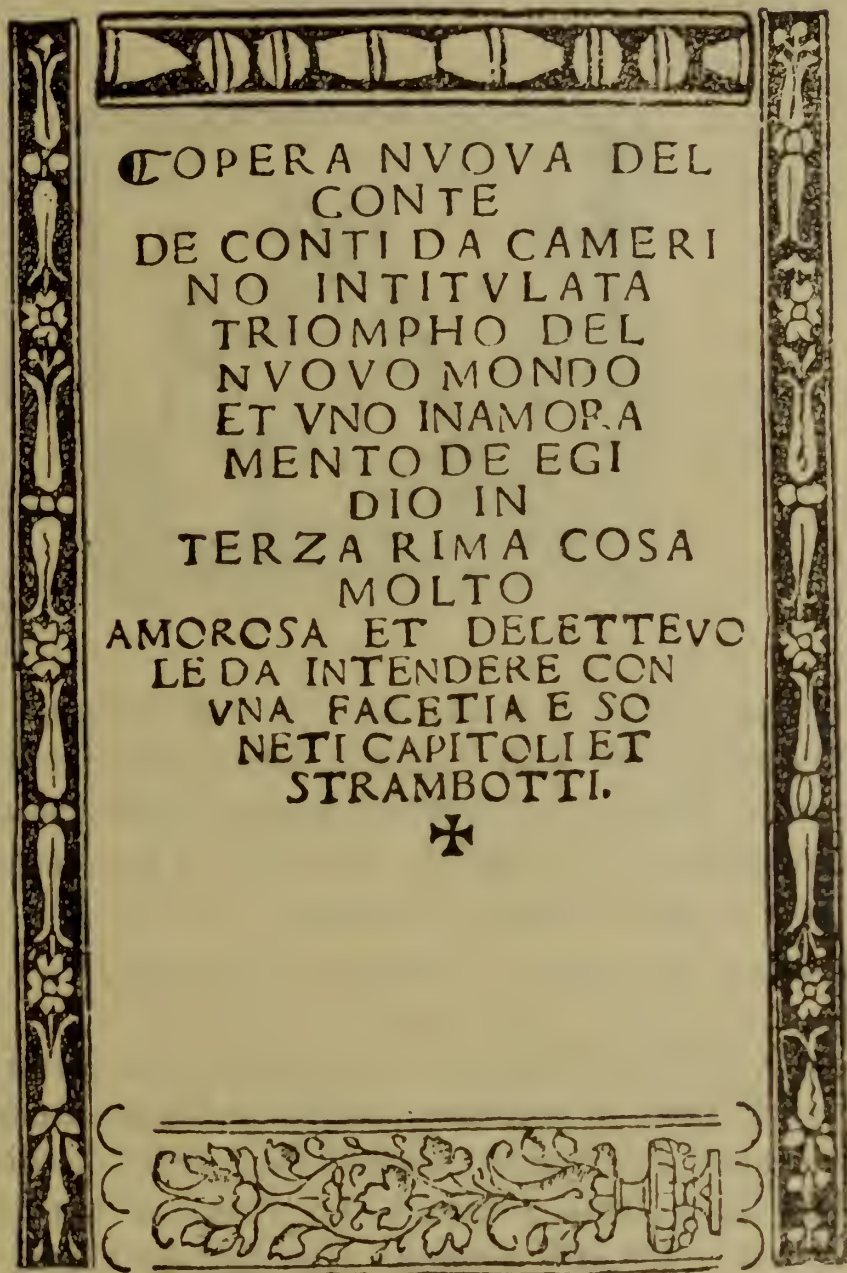 OPERA NVOVA DEL
CONTE
DE CONTI DA CAMERI
NO INTITVLATA
TRIOMPHO DEL
NVOVO MONDO
ET VNO INAMORA
MENTO DE EGI
DIO IN
TERZA RIMA COSA
MOLTO
AMOROSA ET DELETTEVO
LE DA INTENDERE CON
VNA FACETIA E SO
NETI CAPITOLI ET
STRAMBOTTI.
✠